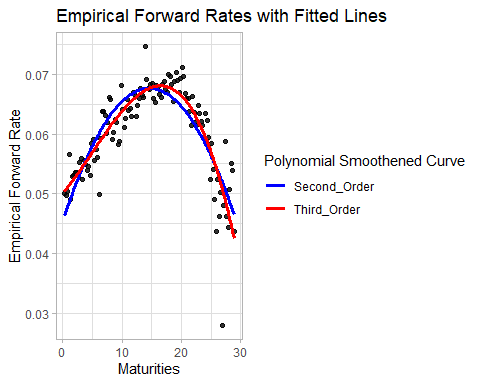 Empirical Forward Rates with Fitted Lines
Empirical Forward Rate
0.07
0.06
0.05
0.04
0.03
0
10
20
30
Maturities
Polynomial Smoothened Curve
Second_Order
Third_Order